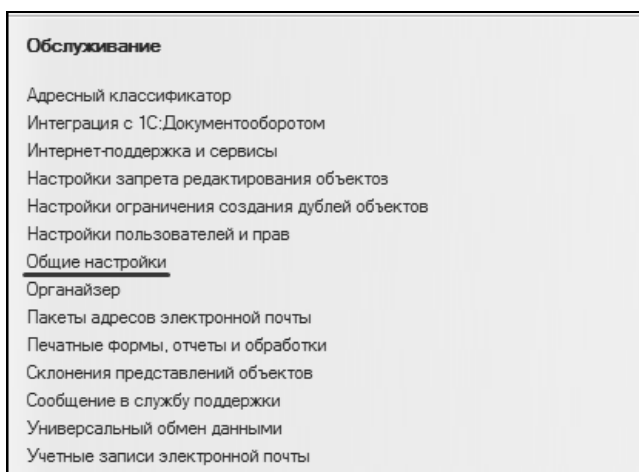 Обслуживание
Адресный классификатор
Интеграция с 1С:Документооборотом
Интернет-поддержка и сервисы
Настройки запрета редактирования объектов
Настройки ограничения создания дублей объектов
Настройки пользователей и прав
Общие настройки
Органайзер
Пакеты адресов электронной почты
Печатные формы, отчеты и обработки
Склонения представлений объектов
Сообщение в службу поддержки
Универсальный обмен данными
Учетные записи электронной почты